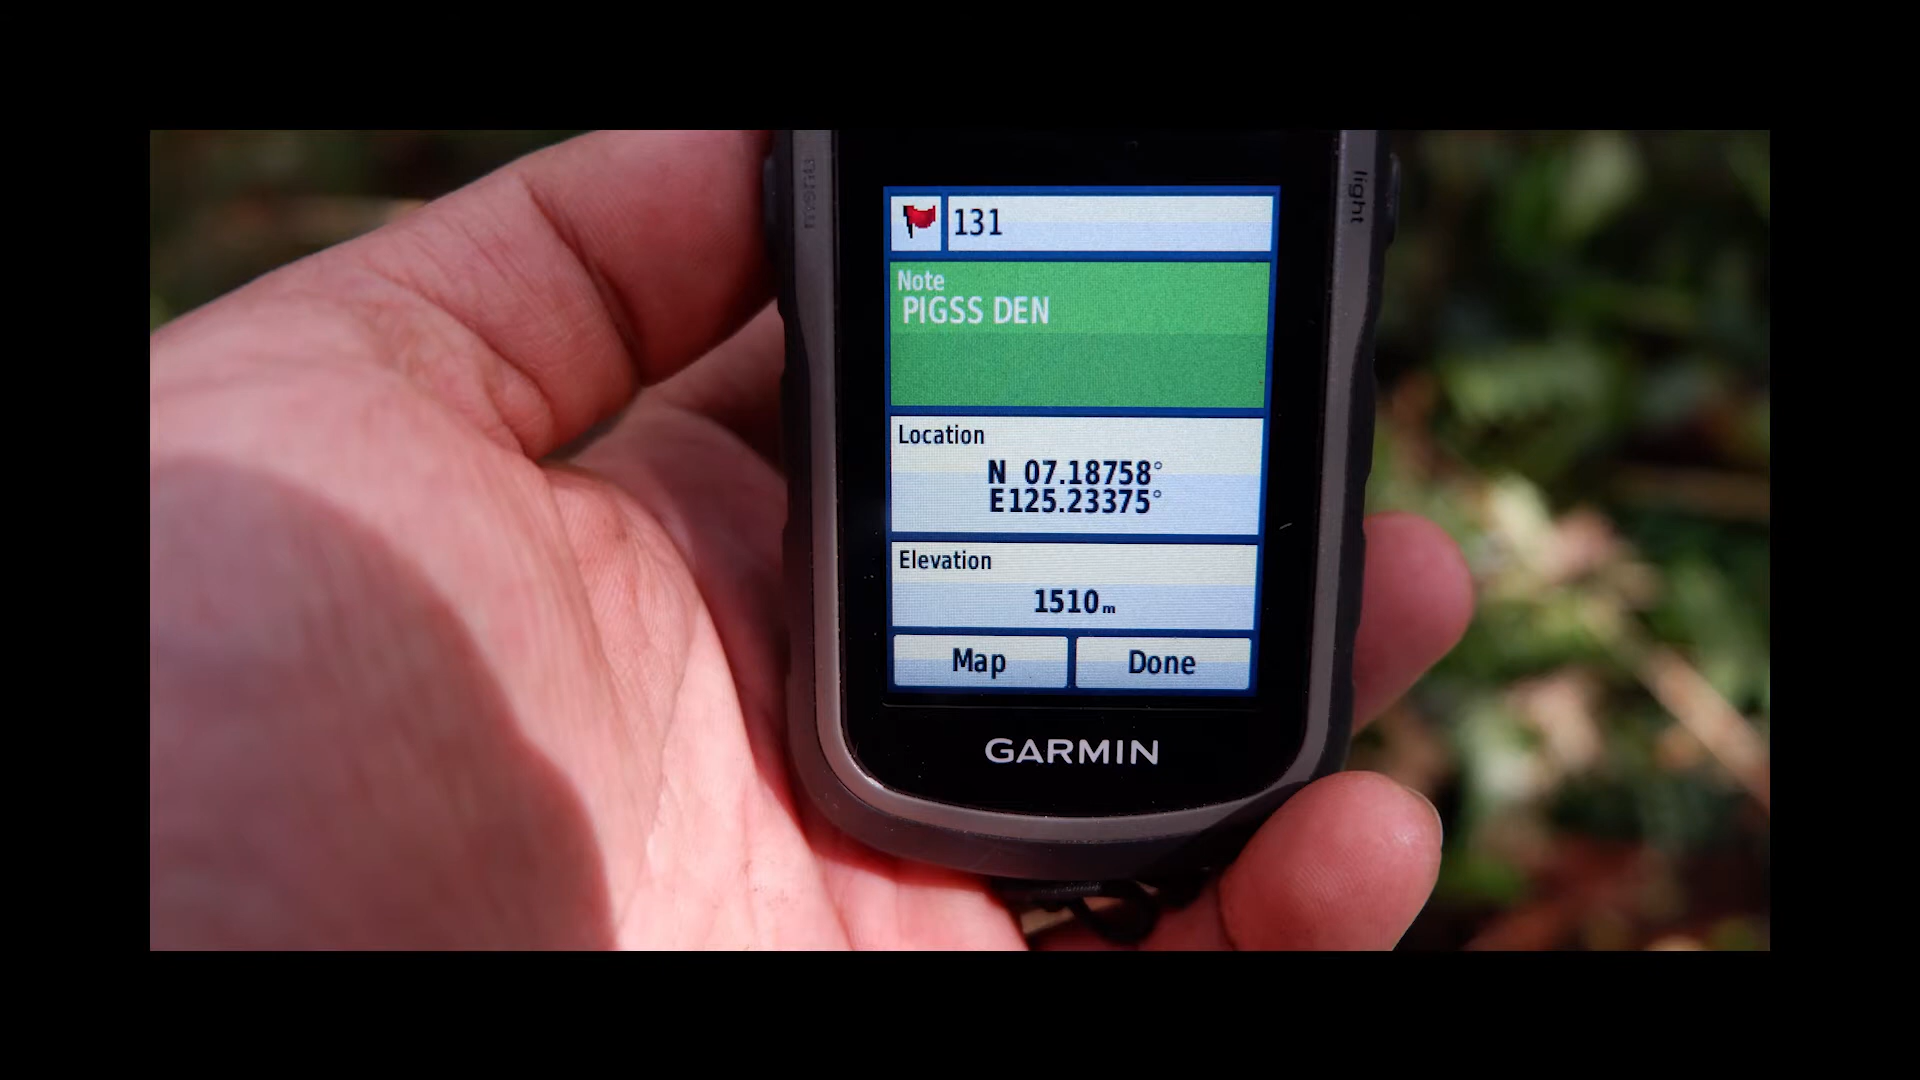 menu
light
131
Note
PIGSS DEN
Location
N 07.18758°
E125.23375°
Elevation
1510m
Map Done
GARMIN